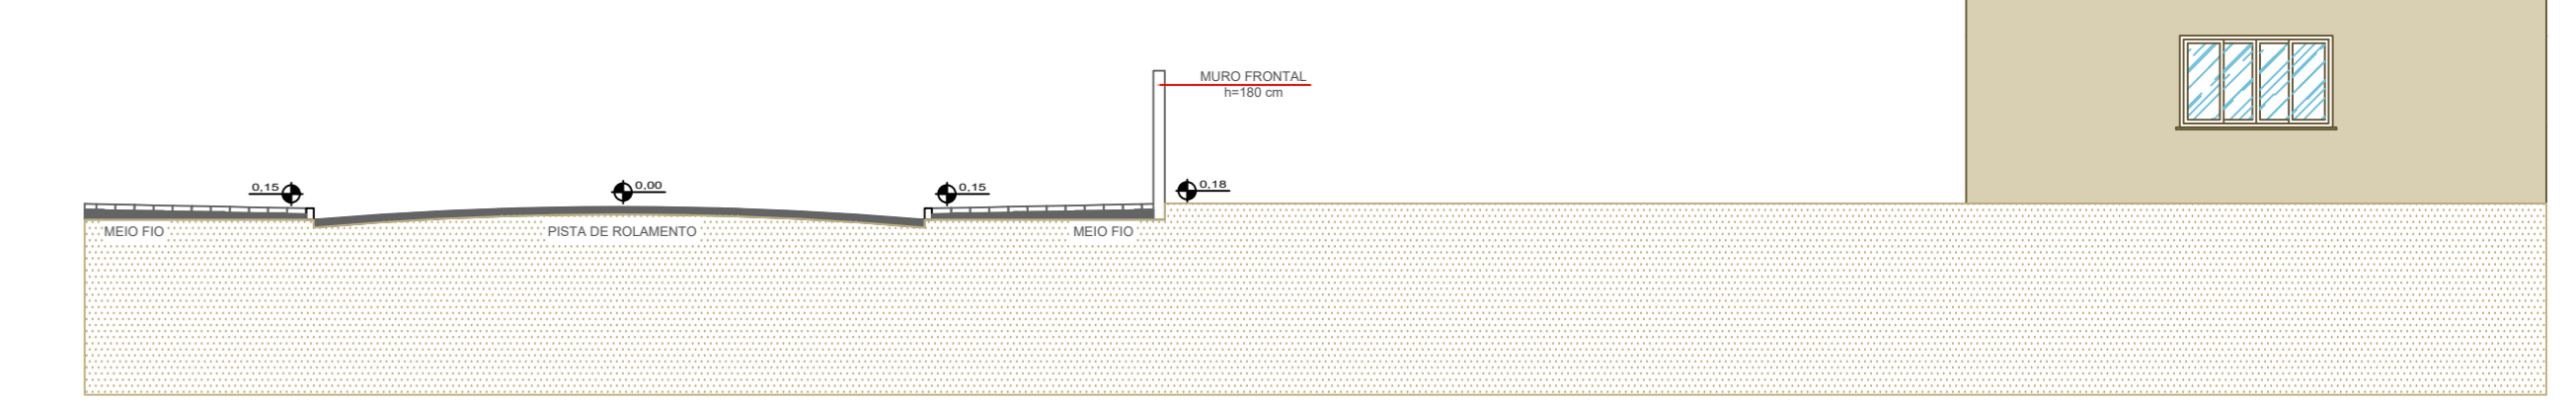 MURO FRONTAL
h=180 cm
0,15
0,00
0,15
0,18
MEIO FIO
PISTA DE ROLAMENTO
MEIO FIO